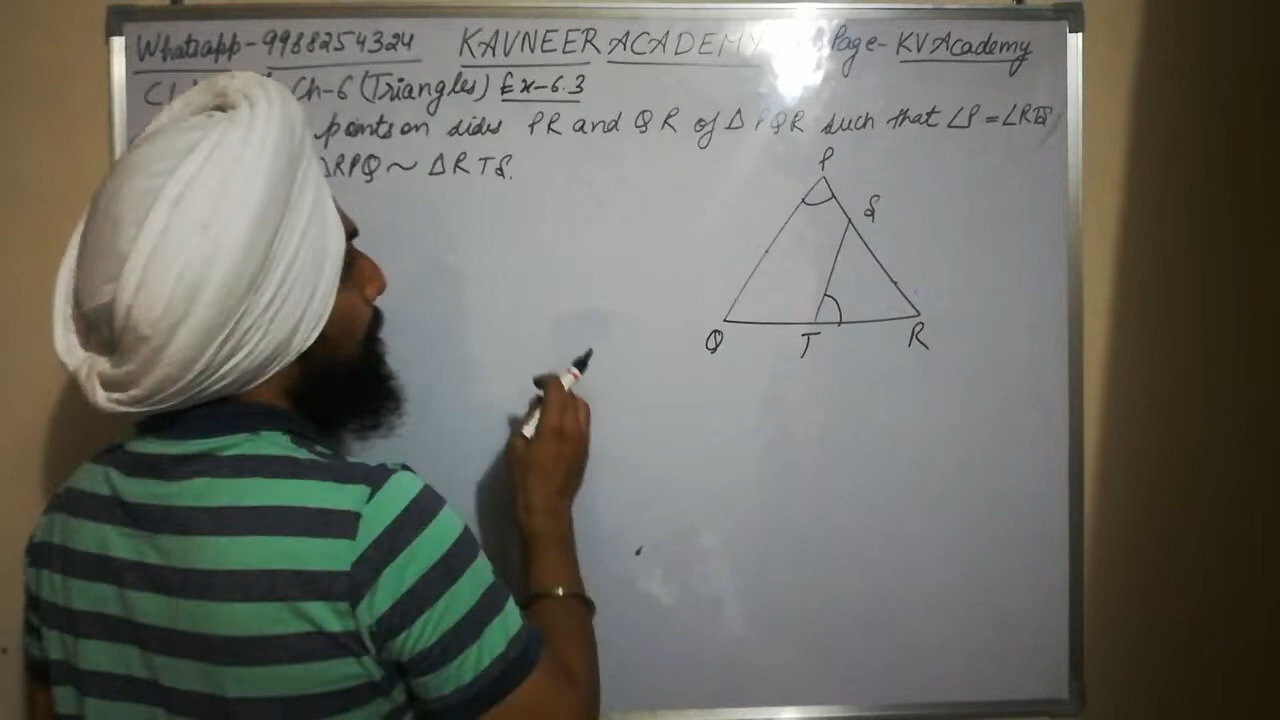 Whatsapp-9988254324 KAVNEER ACADEMY Page- KV Academy
Ch-6 (Triangles) Ex-6.3
points on sides PR and QR of Δ PQR such that ∠P = ∠RTS
ΔRPQ ~ ΔRTS.
P
S
Q T R